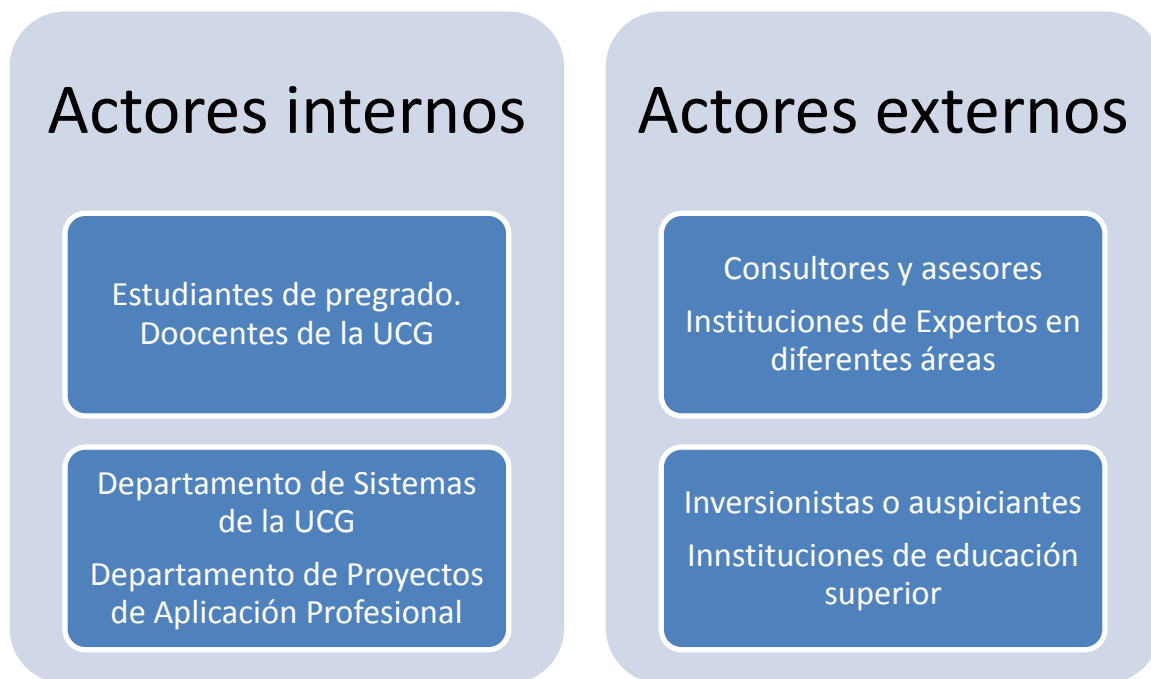 Actores internos
Estudiantes de pregrado.
Doocentes de la UCG
Departamento de Sistemas
de la UCG
Departamento de Proyectos
de Aplicación Profesional
Actores externos
Consultores y asesores
Instituciones de Expertos en
diferentes áreas
Inversionistas o auspiciantes
Innstituciones de educación
superior